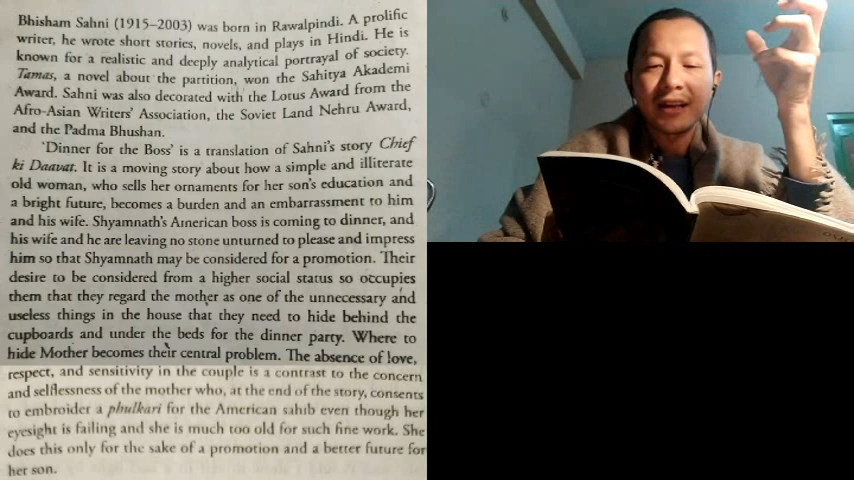 Bhisham Sahni (1915–2003) was born in Rawalpindi. A prolific
writer, he wrote short stories, novels, and plays in Hindi. He is
known for a realistic and deeply analytical portrayal of society.
Tamas, a novel about the partition, won the Sahitya Akademi
Award. Sahni was also decorated with the Lotus Award from the
Afro-Asian Writers' Association, the Soviet Land Nehru Award,
and the Padma Bhushan.
'Dinner for the Boss' is a translation of Sahni's story Chief
ki Daavat. It is a moving story about how a simple and illiterate
old woman, who sells her ornaments for her son's education and
a bright future, becomes a burden and an embarrassment to him
and his wife. Shyamnath's American boss is coming to dinner, and
his wife and he are leaving no stone unturned to please and impress
him so that Shyamnath may be considered for a promotion. Their
desire to be considered from a higher social status so occupies
them that they regard the mother as one of the unnecessary and
useless things in the house that they need to hide behind the
cupboards and under the beds for the dinner party. Where to
hide Mother becomes their central problem. The absence of love,
respect, and sensitivity in the couple is a contrast to the concern
and selflessness of the mother who, at the end of the story, consents
to embroider a phulkari for the American sahib even though her
eyesight is failing and she is much too old for such fine work. She
does this only for the sake of a promotion and a better future for
her son.